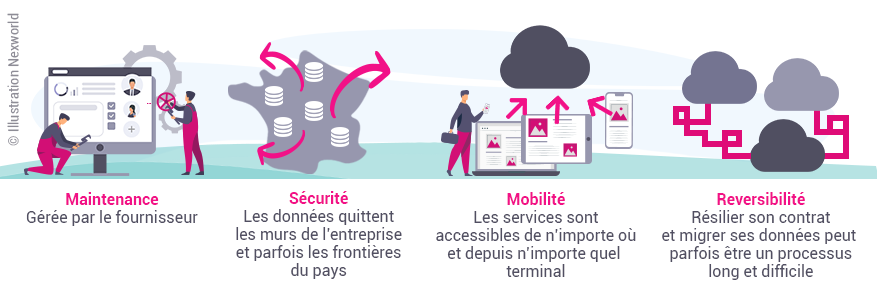 © Illustration Nexworld
Maintenance
Gérée par le fournisseur
Sécurité
Les données quittent
les murs de l'entreprise
et parfois les frontières
du pays
Mobilité
Les services sont
accessibles de n'importe où
et depuis n'importe quel
terminal
Reversibilité
Résilier son contrat
et migrer ses données peut
parfois être un processus
long et difficile